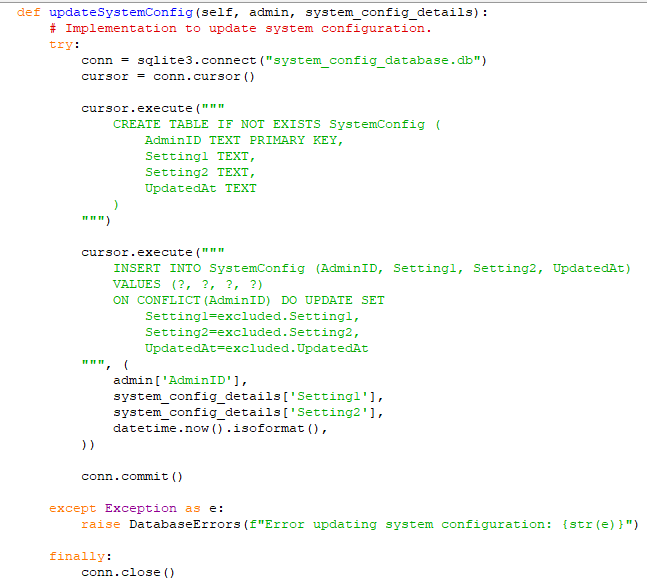 def updateSystemConfig(self, admin, system_config_details):
    # Implementation to update system configuration.
    try:
        conn = sqlite3.connect("system_config_database.db")
        cursor = conn.cursor()

        cursor.execute("""
            CREATE TABLE IF NOT EXISTS SystemConfig (
                AdminID TEXT PRIMARY KEY,
                Setting1 TEXT,
                Setting2 TEXT,
                UpdatedAt TEXT
            )
        """)

        cursor.execute("""
            INSERT INTO SystemConfig (AdminID, Setting1, Setting2, UpdatedAt)
            VALUES (?, ?, ?, ?)
            ON CONFLICT(AdminID) DO UPDATE SET
                Setting1=excluded.Setting1,
                Setting2=excluded.Setting2,
                UpdatedAt=excluded.UpdatedAt
        """, (
            admin['AdminID'],
            system_config_details['Setting1'],
            system_config_details['Setting2'],
            datetime.now().isoformat(),
        ))

        conn.commit()

    except Exception as e:
        raise DatabaseErrors(f"Error updating system configuration: {str(e)}")

    finally:
        conn.close()